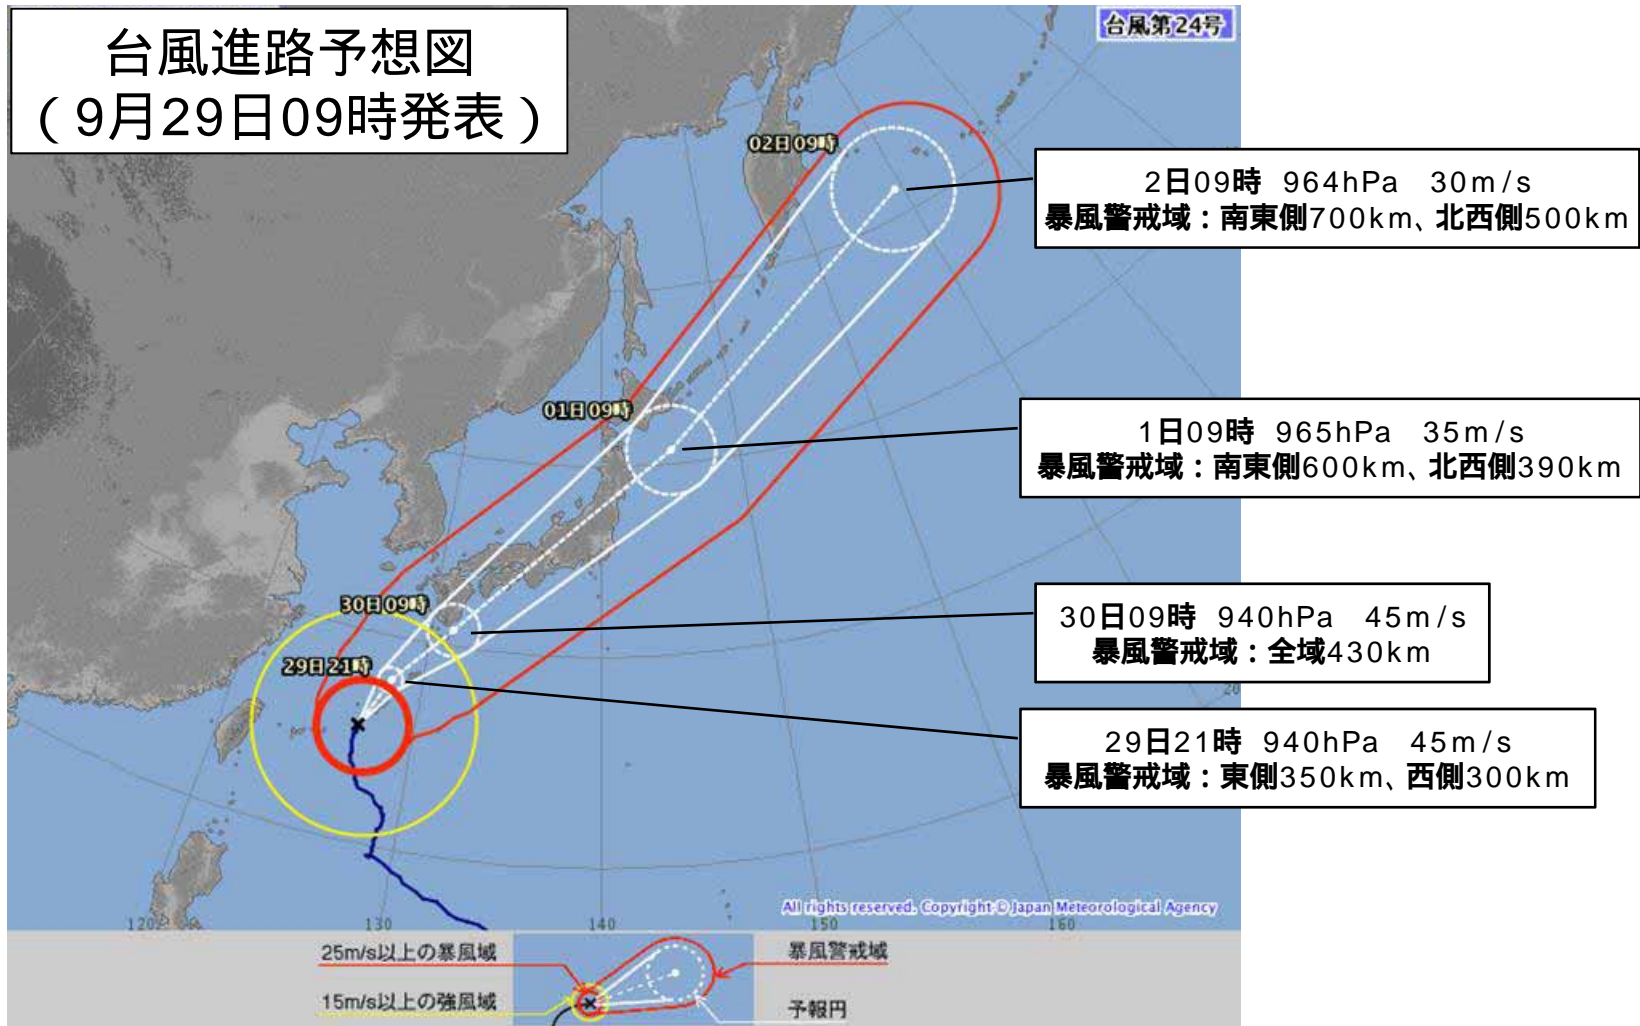 台風進路予想図
(9月29日09時発表)
台風第24号
02日09時
2日09時 964hPa 30m/s
暴風警戒域:南東側700km、北西側500km
01日09時
1日09時 965hPa 35m/s
暴風警戒域:南東側600km、北西側390km
30日09時
30日09時 940hPa 45m/s
暴風警戒域:全域430km
29日21時
29日21時 940hPa 45m/s
暴風警戒域:東側350km、西側300km
20
All rights reserved. Copyright © Japan Meteorological Agency
120 130 140 150 160
25m/s以上の暴風域
暴風警戒域
15m/s以上の強風域
予報円